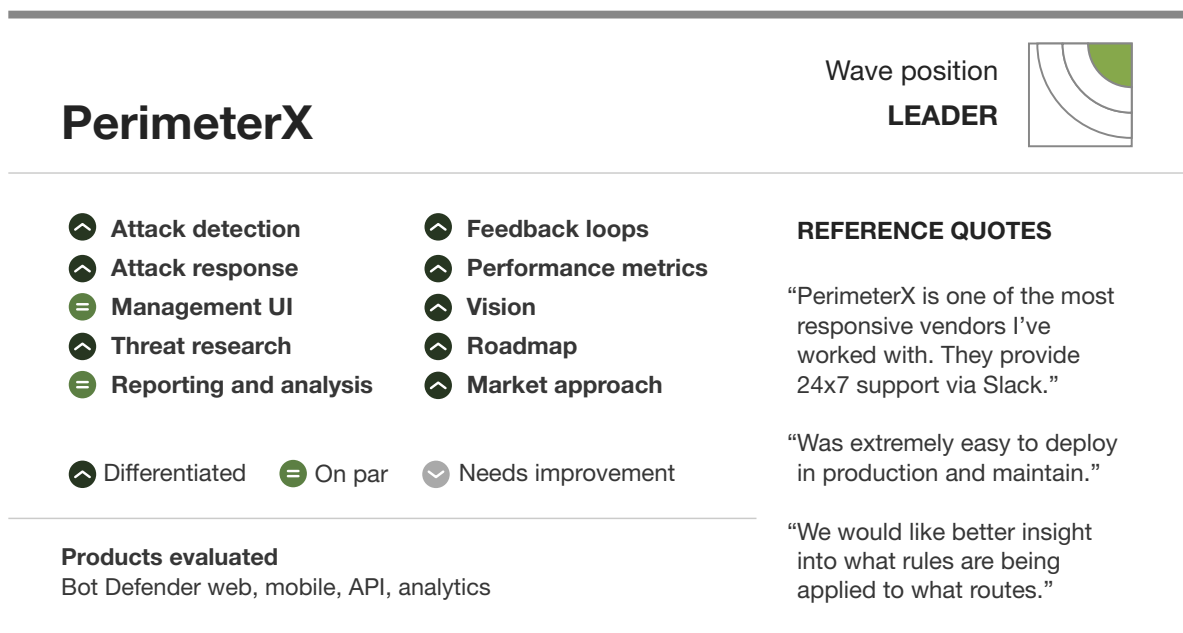 Wave position
LEADER
PerimeterX
Attack detection
Attack response
Management UI
Threat research
Reporting and analysis
Feedback loops
Performance metrics
Vision
Roadmap
Market approach
Differentiated
On par
Needs improvement
Products evaluated
Bot Defender web, mobile, API, analytics
REFERENCE QUOTES
“PerimeterX is one of the most
responsive vendors I’ve
worked with. They provide
24x7 support via Slack.”
“Was extremely easy to deploy
in production and maintain.”
“We would like better insight
into what rules are being
applied to what routes.”